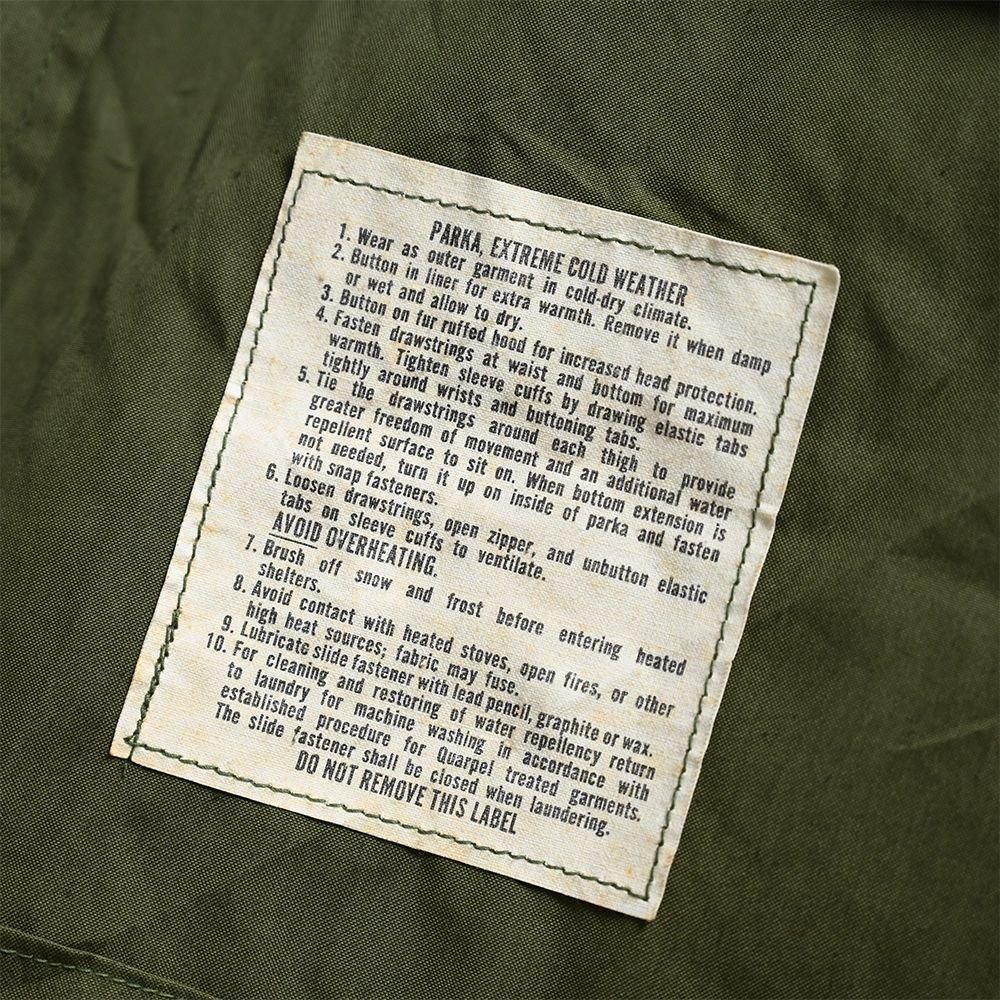 PARKA, EXTREME COLD WEATHER
1. Wear as outer garment in cold-dry climate.
2. Button in liner for extra warmth. Remove it when damp
or wet and allow to dry.
3. Button on fur ruffed hood for increased head protection.
4. Fasten drawstrings at waist and bottom for maximum
warmth. Tighten sleeve cuffs by drawing elastic tabs
tightly around wrists and buttoning tabs.
5. Tie the drawstrings around each thigh to provide
greater freedom of movement and an additional water
repellent surface to sit on. When bottom extension is
not needed, turn it up on inside of parka and fasten
with snap fasteners.
6. Loosen drawstrings, open zipper, and unbutton elastic
tabs on sleeve cuffs to ventilate.
AVOID OVERHEATING.
7. Brush off snow and frost before entering heated
shelters.
8. Avoid contact with heated stoves, open fires, or other
high heat sources; fabric may fuse.
9. Lubricate slide fastener with lead pencil, graphite or wax.
10. For cleaning and restoring of water repellency return
to laundry for machine washing in accordance with
established procedure for Quarpel treated garments.
The slide fastener shall be closed when laundering.
DO NOT REMOVE THIS LABEL